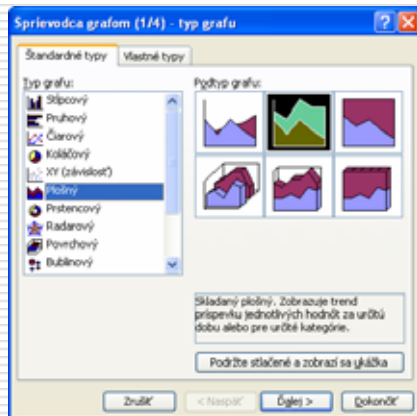 Sprievodca grafom (1/4) - typ grafu
Štandardné typy
Vlastné typy
Typ grafu:
Stĺpcový
Pruhový
Čiarový
Koláčový
XY (závislosť)
Plošný
Prstencový
Radarový
Povrchový
Bublinový
Podtyp grafu:
Skladaný plošný. Zobrazuje trend
príspevku jednotlivých hodnôt za určitú
dobu alebo pre určité kategórie.
Podržte stlačené a zobrazí sa ukážka
Zrušiť
< Naspäť
Ďalej >
Dokončiť